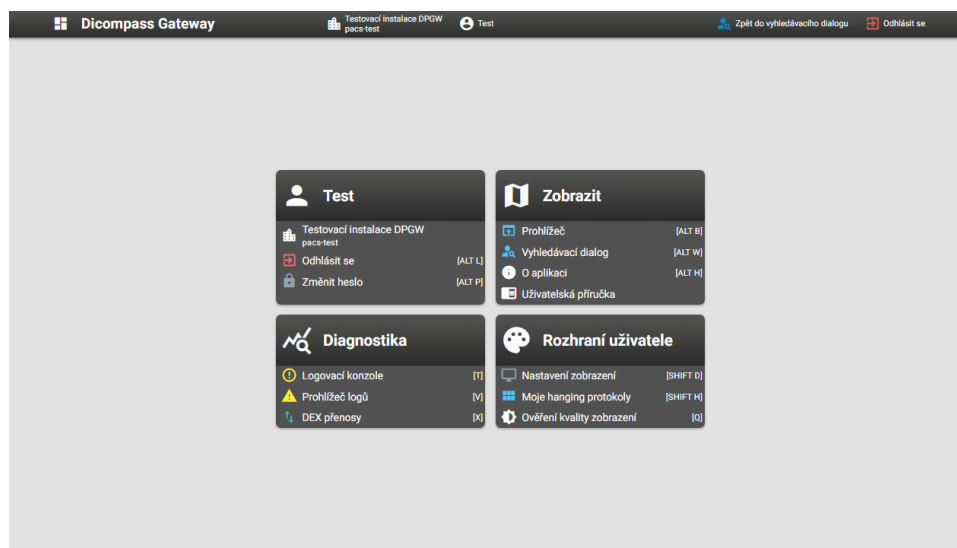 Dicompass Gateway
Testovací instalace DPGW
pacs-test
Test
Zpět do vyhledávacího dialogu
Odhlásit se
Test
Testovací instalace DPGW
pacs-test
Odhlásit se [ALT L]
Změnit heslo [ALT P]
Zobrazit
Prohlížeč [ALT B]
Vyhledávací dialog [ALT W]
O aplikaci [ALT H]
Uživatelská příručka
Diagnostika
Logovací konzole [T]
Prohlížeč logů [V]
DEX přenosy [X]
Rozhraní uživatele
Nastavení zobrazení [SHIFT D]
Moje hanging protokoly [SHIFT H]
Ověření kvality zobrazení [Q]